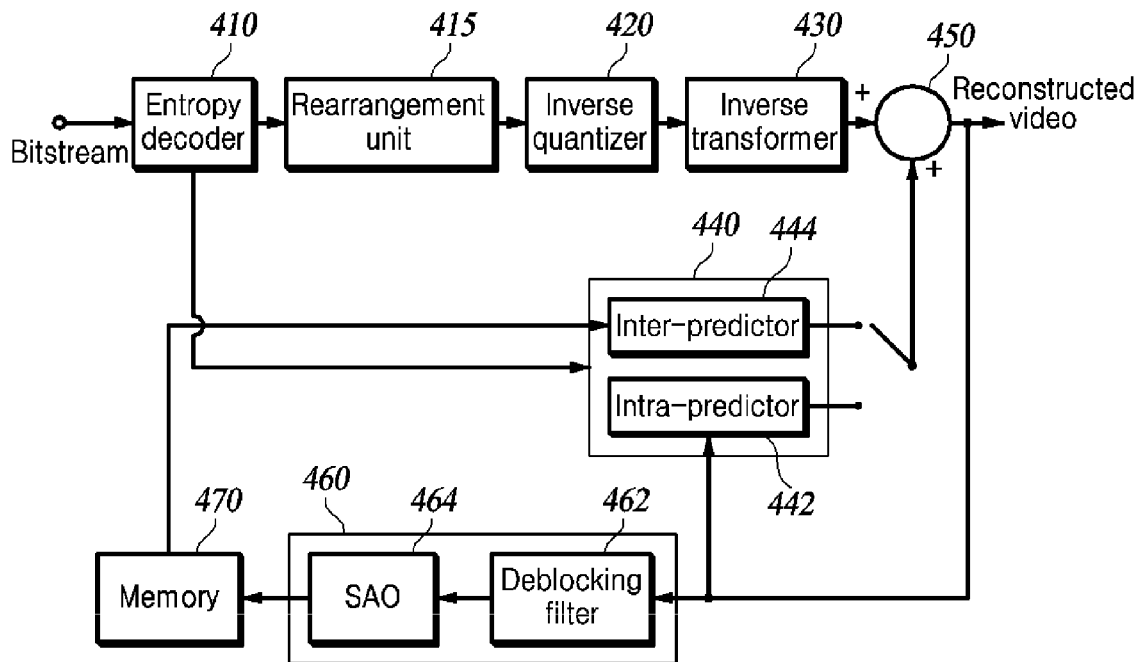 410
415
420
430
450
Entropy
decoder
Rearrangement
unit
Inverse
quantizer
Inverse
transformer
+
Reconstructed
video
Bitstream
+
440
444
Inter-predictor
Intra-predictor
442
470
460
464
462
Memory
SAO
Deblocking
filter